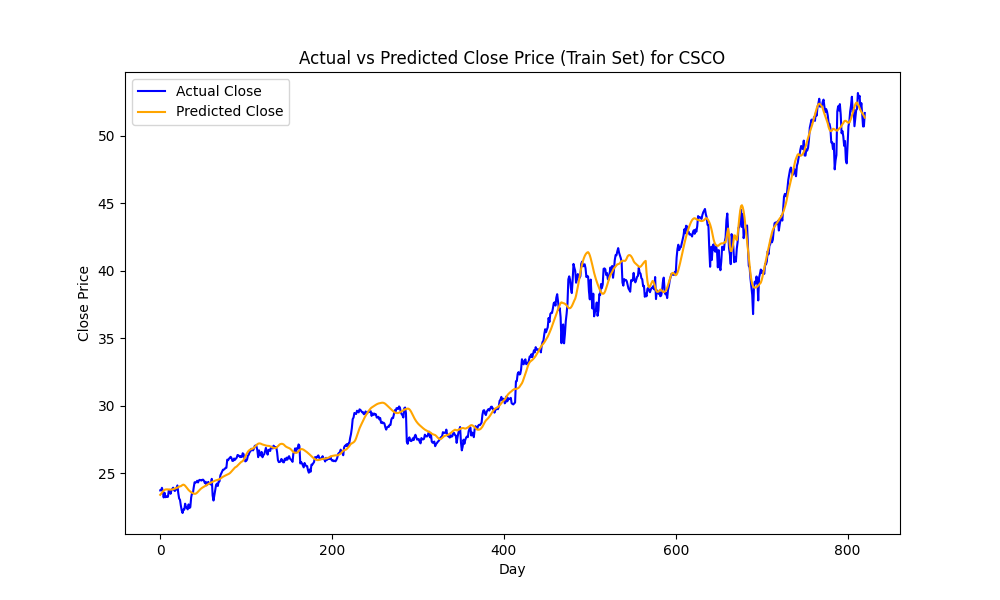 Actual vs Predicted Close Price (Train Set) for CSCO
Actual Close
Predicted Close
50
45
40
35
30
25
Close Price
0 200 400 600 800
Day